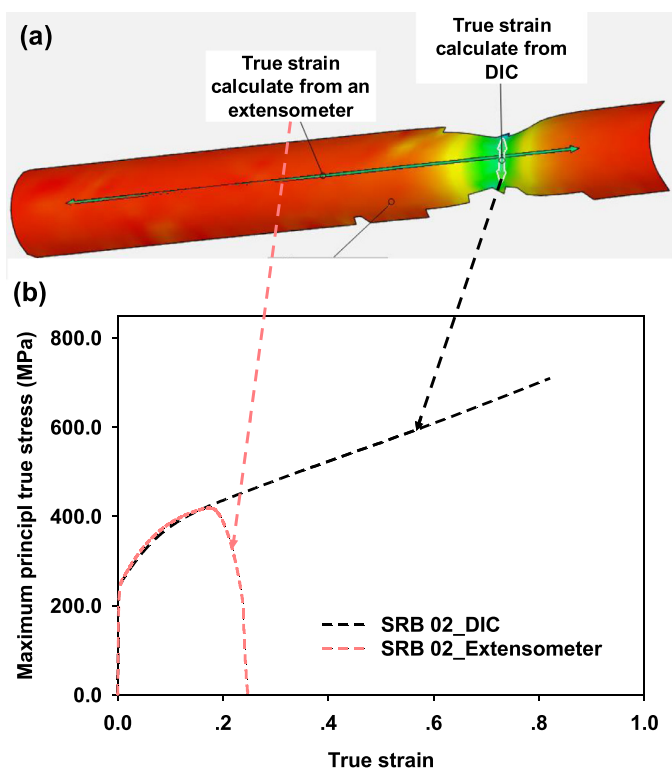 (a)
True strain
calculate from an
extensometer
True strain
calculate from
DIC
(b)
Maximum principl true stress (MPa)
800.0
600.0
400.0
200.0
0.0
SRB 02_DIC
SRB 02_Extensometer
0.0 .2 .4 .6 .8 1.0
True strain